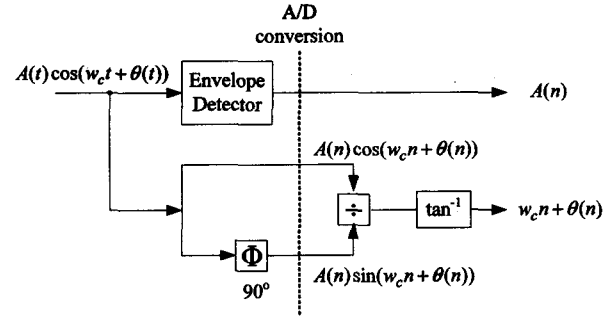 A/D
conversion
A(t)cos(w_c t+θ(t))
Envelope
Detector
A(n)
A(n)cos(w_c n+θ(n))
÷
tan⁻¹
w_c n+θ(n)
Φ
90°
A(n)sin(w_c n+θ(n))